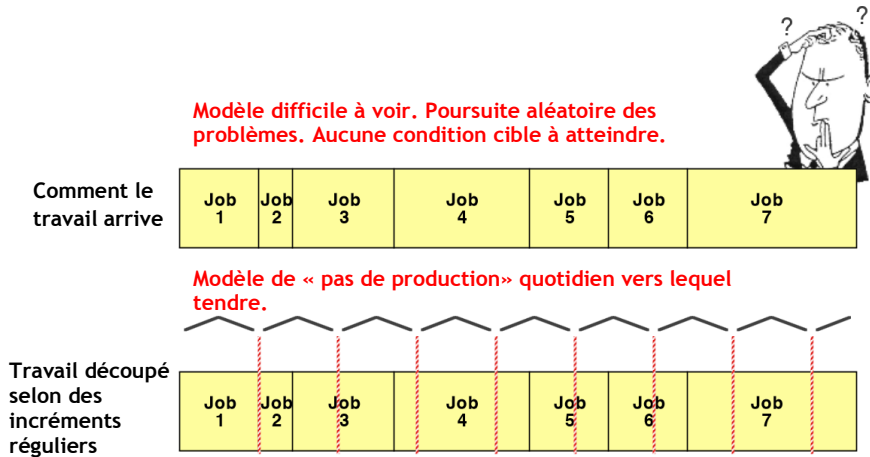 ? ?
Modèle difficile à voir. Poursuite aléatoire des
problèmes. Aucune condition cible à atteindre.
Comment le
travail arrive
Job
1
Job
2
Job
3
Job
4
Job
5
Job
6
Job
7
Modèle de « pas de production» quotidien vers lequel
tendre.
Travail découpé
selon des
incréments
réguliers
Job
1
Job
2
Job
3
Job
4
Job
5
Job
6
Job
7